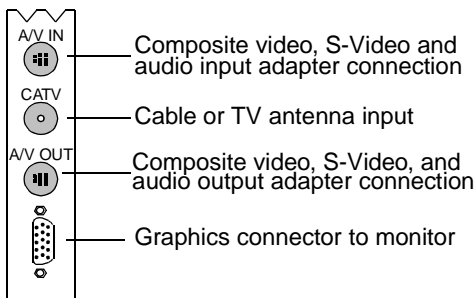 A/V IN
Composite video, S-Video and
audio input adapter connection
CATV
Cable or TV antenna input
A/V OUT
Composite video, S-Video, and
audio output adapter connection
Graphics connector to monitor